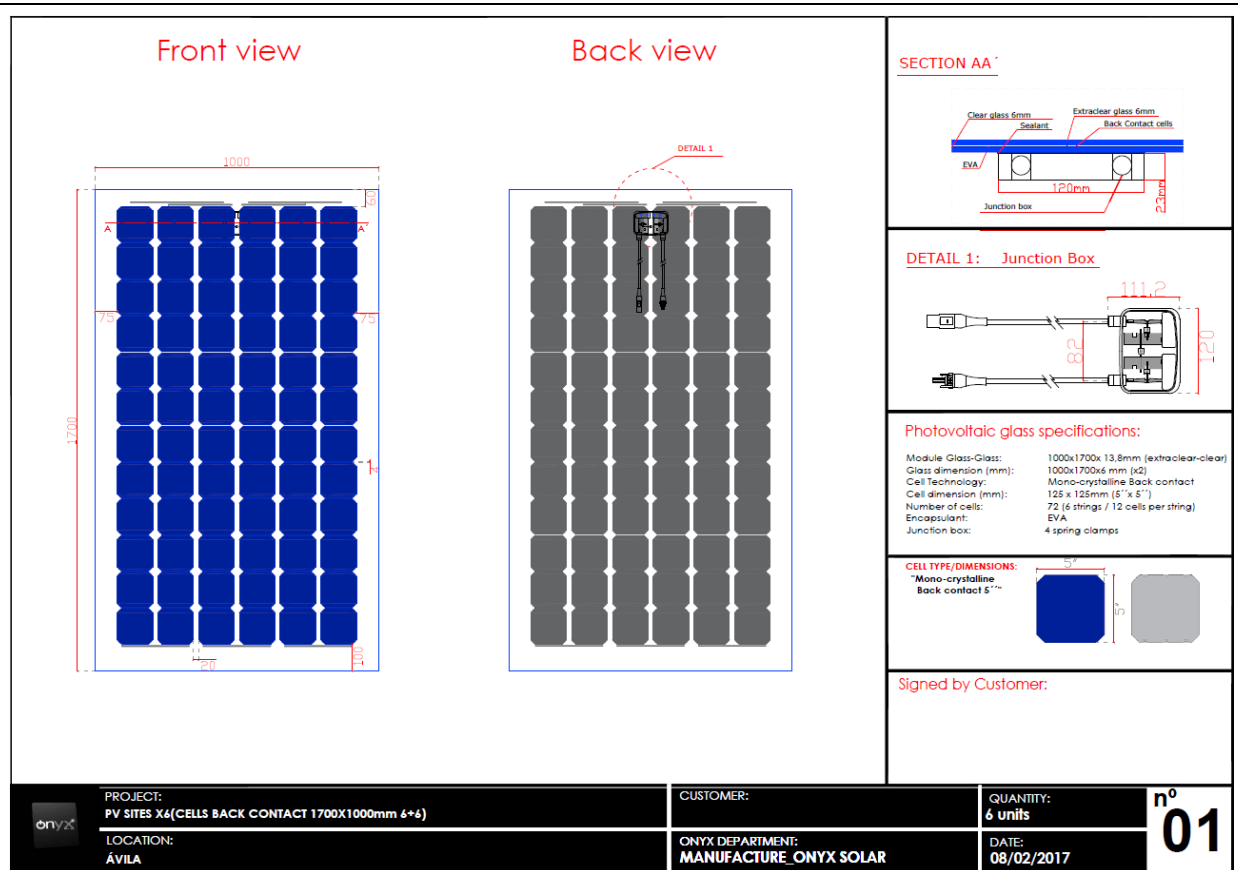 Front view
Back view
1000
60
A
A'
75
75
1700
4
20
100
DETAIL 1
SECTION AA´
Clear glass 6mm
Extraclear glass 6mm
Sealant
Back Contact cells
EVA
120mm
23mm
Junction box
DETAIL 1: Junction Box
111,2
82
120
Photovoltaic glass specifications:
Module Glass-Glass: 1000x1700x 13,8mm (extraclear-clear)
Glass dimension (mm): 1000x1700x6 mm (x2)
Cell Technology: Mono-crystalline Back contact
Cell dimension (mm): 125 x 125mm (5´´x 5´´)
Number of cells: 72 (6 strings / 12 cells per string)
Encapsulant: EVA
Junction box: 4 spring clamps
CELL TYPE/DIMENSIONS:
"Mono-crystalline
Back contact 5´´"
5"
5"
Signed by Customer:
onyx
PROJECT:
PV SITES X6(CELLS BACK CONTACT 1700X1000mm 6+6)
LOCATION:
ÁVILA
CUSTOMER:
ONYX DEPARTMENT:
MANUFACTURE_ONYX SOLAR
QUANTITY:
6 units
DATE:
08/02/2017
nº
01